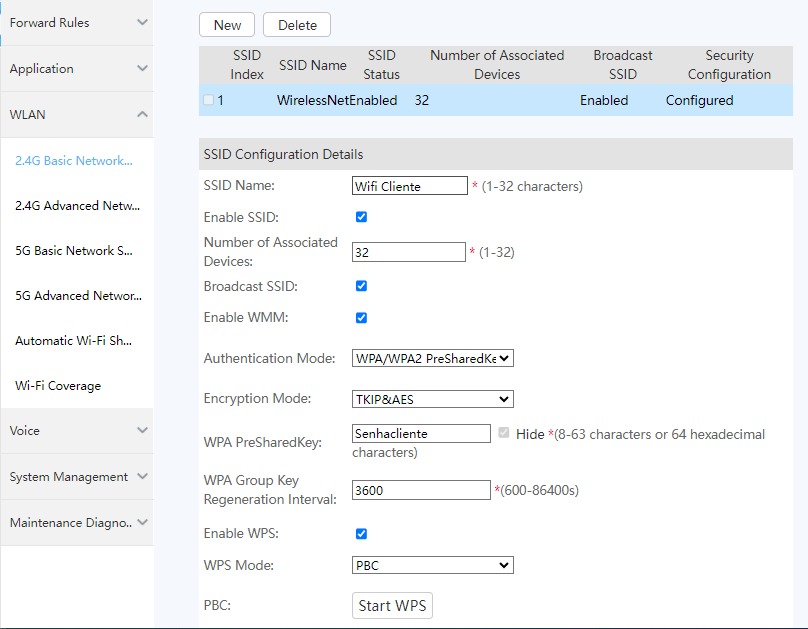 Forward Rules
Application
WLAN
2.4G Basic Network...
2.4G Advanced Netw...
5G Basic Network S...
5G Advanced Networ...
Automatic Wi-Fi Sh...
Wi-Fi Coverage
Voice
System Management
Maintenance Diagno..
New Delete
SSID Index SSID Name SSID Status Number of Associated Devices Broadcast SSID Security Configuration
1 WirelessNetEnabled 32 Enabled Configured
SSID Configuration Details
SSID Name: Wifi Cliente * (1-32 characters)
Enable SSID:
Number of Associated
Devices: 32 * (1-32)
Broadcast SSID:
Enable WMM:
Authentication Mode: WPA/WPA2 PreSharedKe
Encryption Mode: TKIP&AES
WPA PreSharedKey: Senhacliente Hide *(8-63 characters or 64 hexadecimal
characters)
WPA Group Key
Regeneration Interval: 3600 *(600-86400s)
Enable WPS:
WPS Mode: PBC
PBC: Start WPS